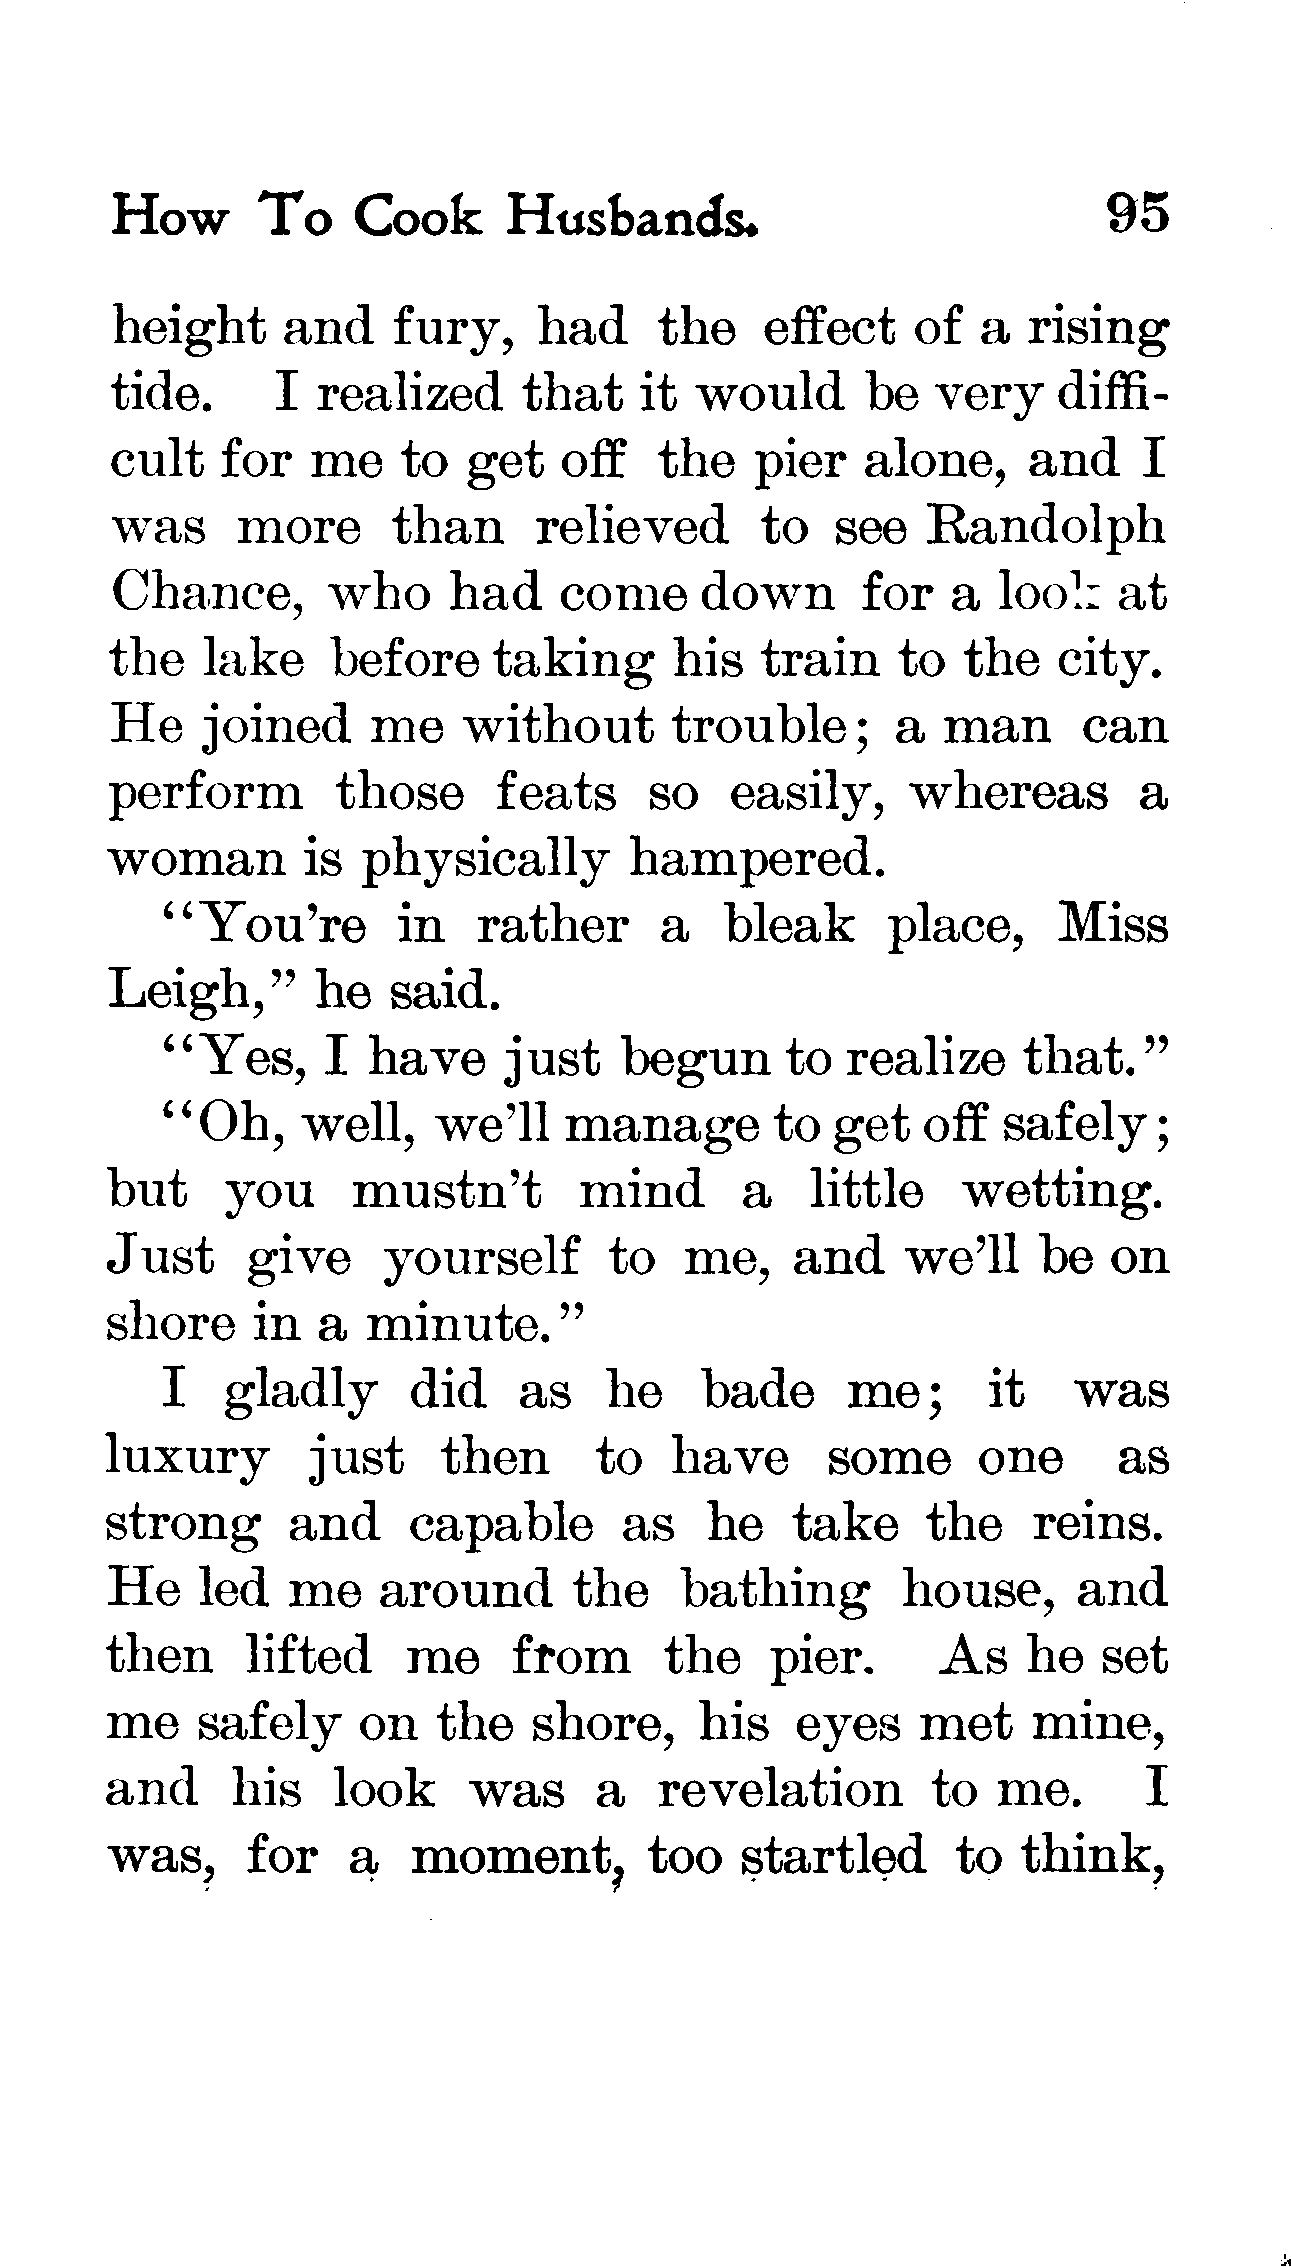 How To Cook Husbands. 95
height and fury, had the effect of a rising
tide. I realized that it would be very diffi-
cult for me to get off the pier alone, and I
was more than relieved to see Randolph
Chance, who had come down for a look at
the lake before taking his train to the city.
He joined me without trouble; a man can
perform those feats so easily, whereas a
woman is physically hampered.
"You're in rather a bleak place, Miss
Leigh," he said.
"Yes, I have just begun to realize that."
"Oh, well, we'll manage to get off safely;
but you mustn't mind a little wetting.
Just give yourself to me, and we'll be on
shore in a minute."
I gladly did as he bade me; it was
luxury just then to have some one as
strong and capable as he take the reins.
He led me around the bathing house, and
then lifted me from the pier. As he set
me safely on the shore, his eyes met mine,
and his look was a revelation to me. I
was, for a moment, too startled to think,